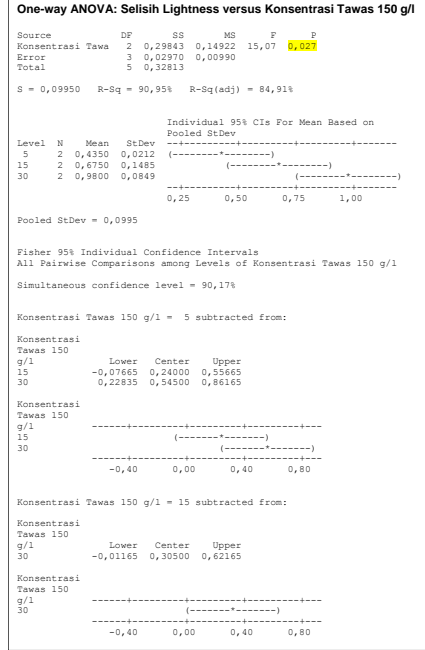 One-way ANOVA: Selisih Lightness versus Konsentrasi Tawas 150 g/l
Source            DF       SS       MS      F      P
Konsentrasi Tawa   2  0,29843  0,14922  15,07  0,027
Error              3  0,02970  0,00990
Total              5  0,32813
S = 0,09950   R-Sq = 90,95%   R-Sq(adj) = 84,91%
Individual 95% CIs For Mean Based on
Pooled StDev
Level  N    Mean   StDev  --+---------+---------+---------+-------
 5     2  0,4350  0,0212  (--------*--------)
15     2  0,6750  0,1485          (--------*--------)
30     2  0,9800  0,0849                     (--------*--------)
--+---------+---------+---------+-------
0,25      0,50      0,75      1,00
Pooled StDev = 0,0995
Fisher 95% Individual Confidence Intervals
All Pairwise Comparisons among Levels of Konsentrasi Tawas 150 g/l
Simultaneous confidence level = 90,17%
Konsentrasi Tawas 150 g/l =  5 subtracted from:
Konsentrasi
Tawas 150
g/l            Lower   Center    Upper
15          -0,07665  0,24000  0,55665
30           0,22835  0,54500  0,86165
Konsentrasi
Tawas 150
g/l         ------+---------+---------+---------+---
15                    (-------*-------)
30                            (-------*-------)
------+---------+---------+---------+---
-0,40      0,00      0,40      0,80
Konsentrasi Tawas 150 g/l = 15 subtracted from:
Konsentrasi
Tawas 150
g/l            Lower   Center    Upper
30          -0,01165  0,30500  0,62165
Konsentrasi
Tawas 150
g/l         ------+---------+---------+---------+---
30                      (-------*-------)
------+---------+---------+---------+---
-0,40      0,00      0,40      0,80